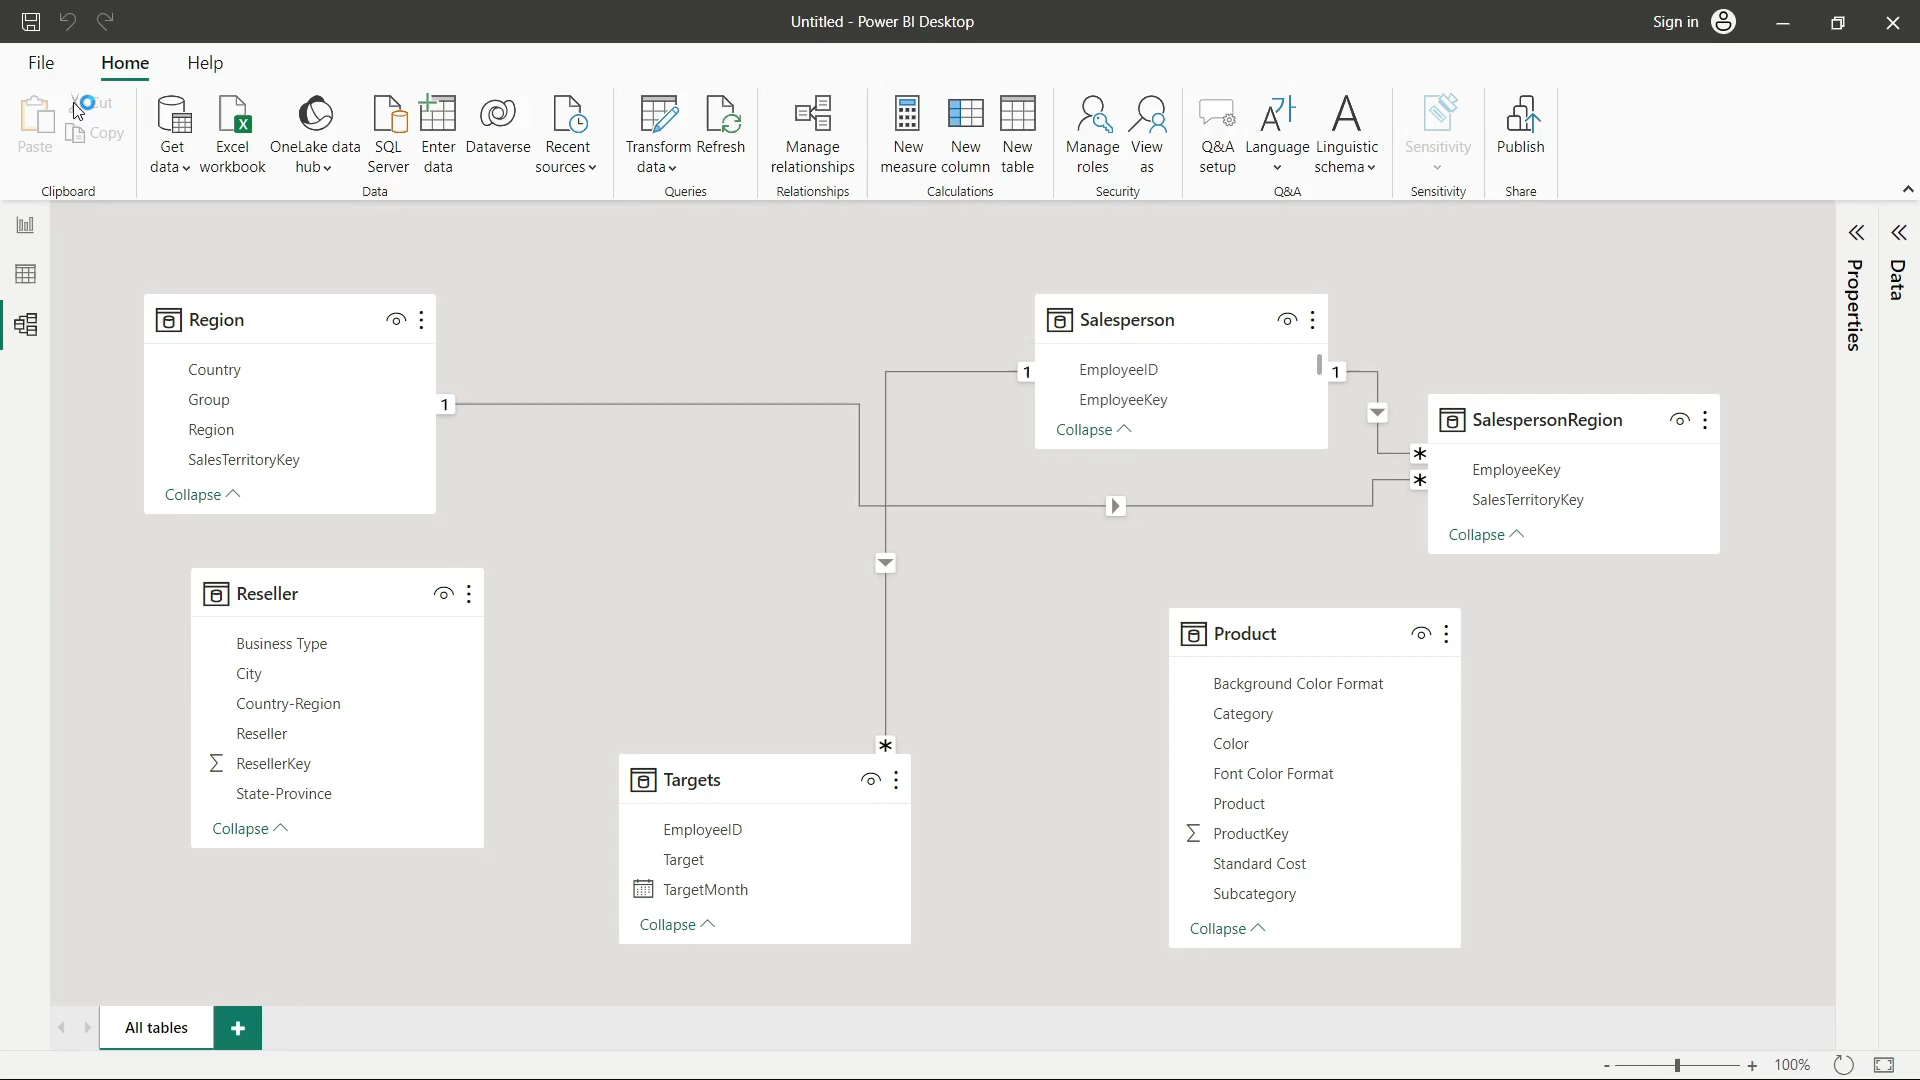 Untitled - Power BI Desktop
Sign in
File
Home
Help
Paste
Cut
Copy
Clipboard
Get data
Excel workbook
OneLake data hub
SQL Server
Enter data
Dataverse
Recent sources
Data
Transform data
Refresh
Queries
Manage relationships
Relationships
New measure
New column
New table
Calculations
Manage roles
View as
Security
Q&A setup
Language
Linguistic schema
Q&A
Sensitivity
Sensitivity
Publish
Share
Properties
Data
Region
Country
Group
Region
SalesTerritoryKey
Collapse
1
Salesperson
EmployeeID
EmployeeKey
Collapse
1
1
SalespersonRegion
EmployeeKey
SalesTerritoryKey
Collapse
*
*
Reseller
Business Type
City
Country-Region
Reseller
∑ ResellerKey
State-Province
Collapse
*
Targets
EmployeeID
Target
TargetMonth
Collapse
Product
Background Color Format
Category
Color
Font Color Format
Product
∑ ProductKey
Standard Cost
Subcategory
Collapse
All tables
+
- + 100%